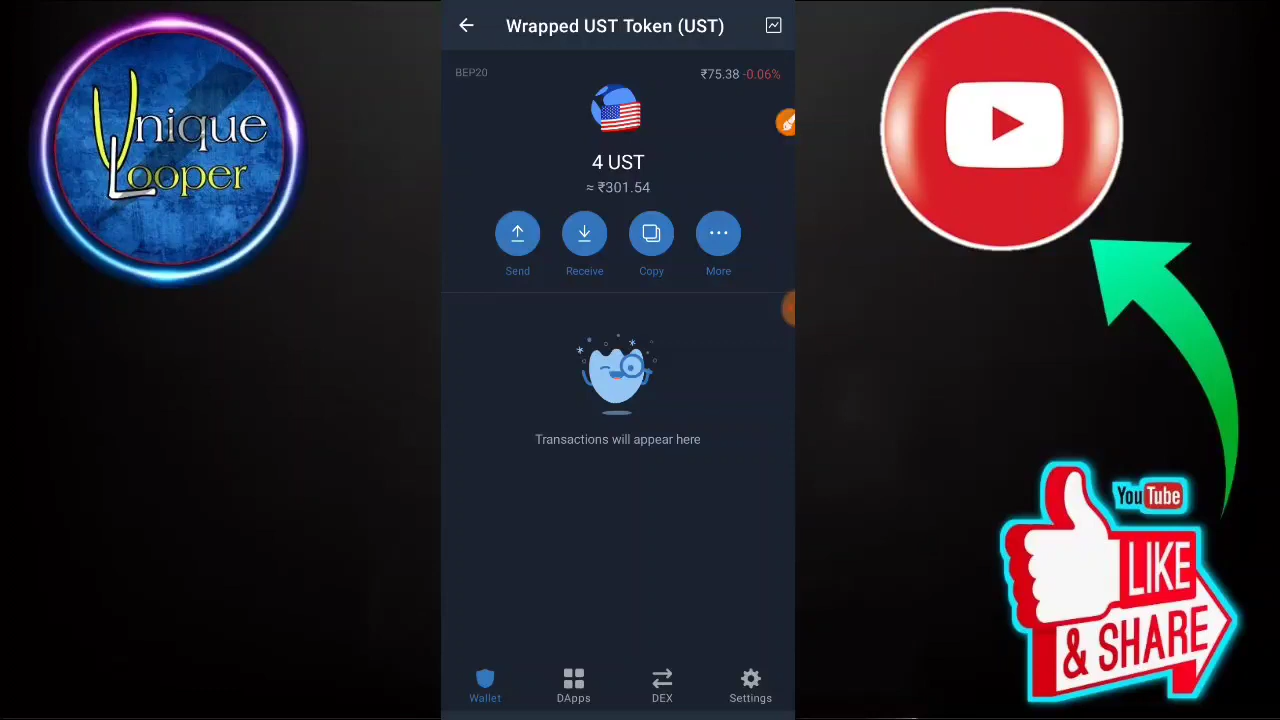 Unique
Looper
Wrapped UST Token (UST)
BEP20
₹75.38 -0.06%
4 UST
≈ ₹301.54
Send
Receive
Copy
More
Transactions will appear here
Wallet
DApps
DEX
Settings
YouTube
LIKE
& SHARE